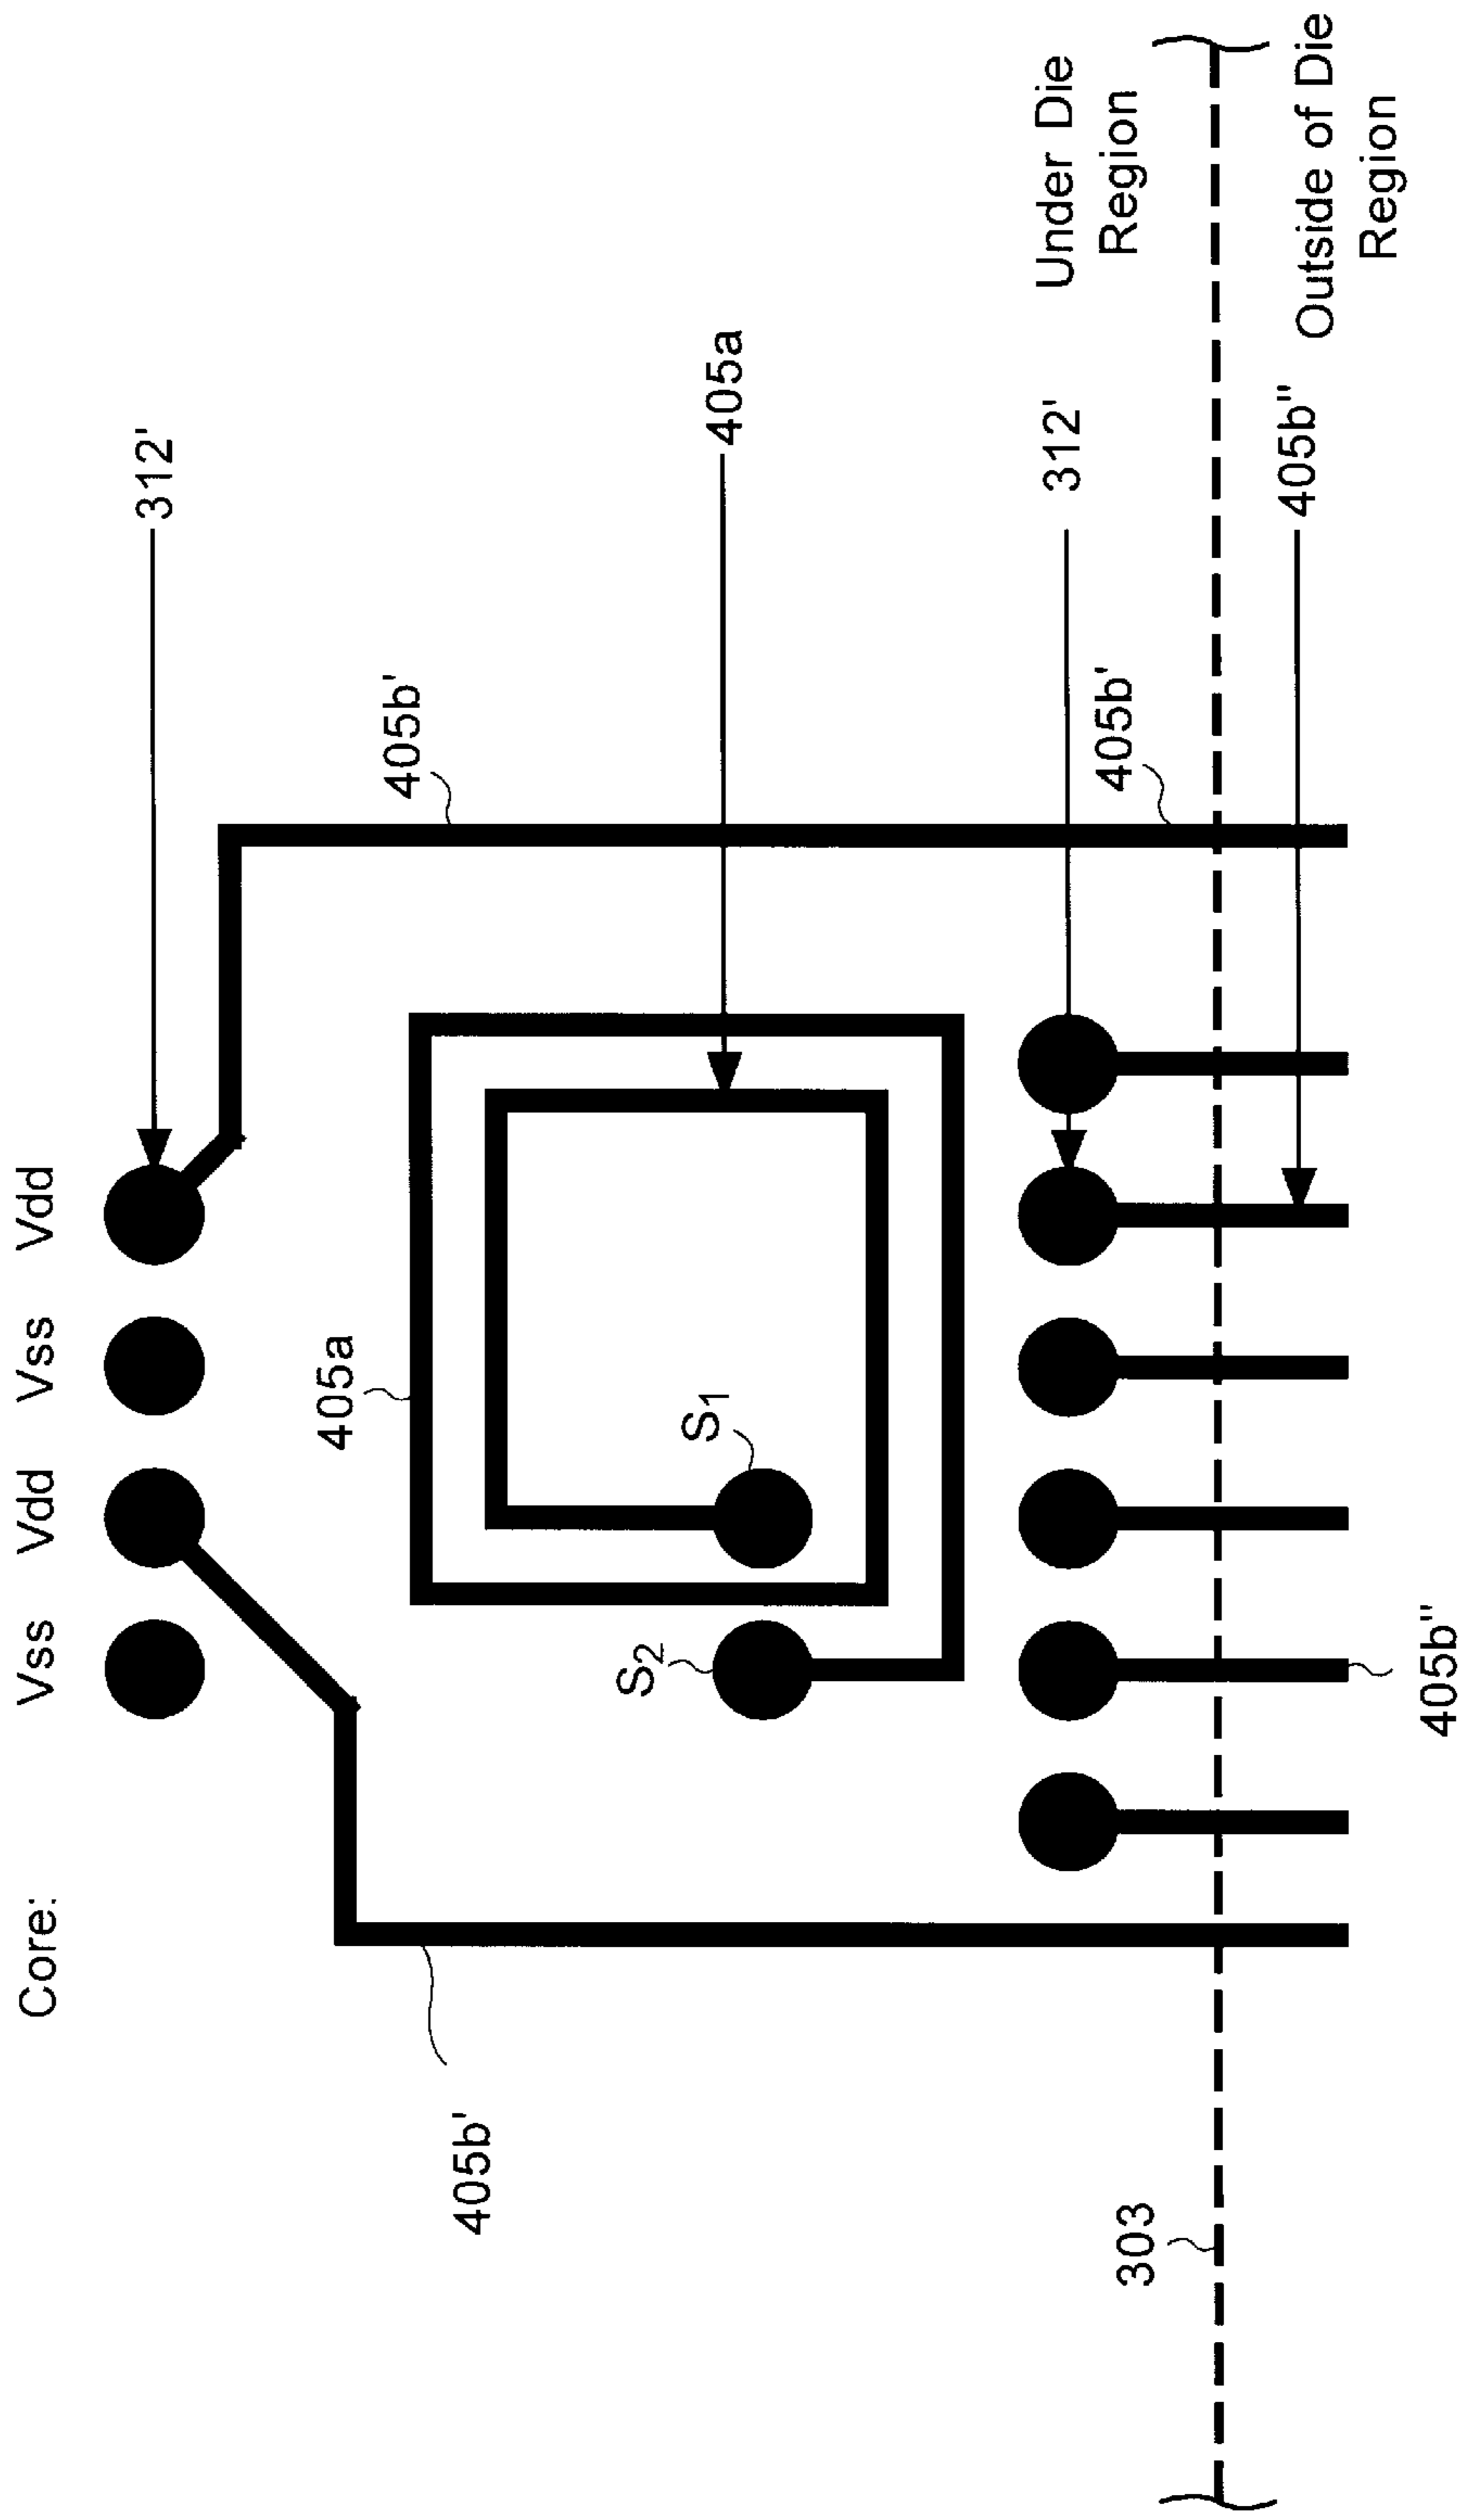 Core:
Vss
Vdd
Vss
Vdd
312'
405b'
405a
405b'
S2
S1
405a
303
405b'
312'
Under Die
Region
405b"
405b"
Outside of Die
Region